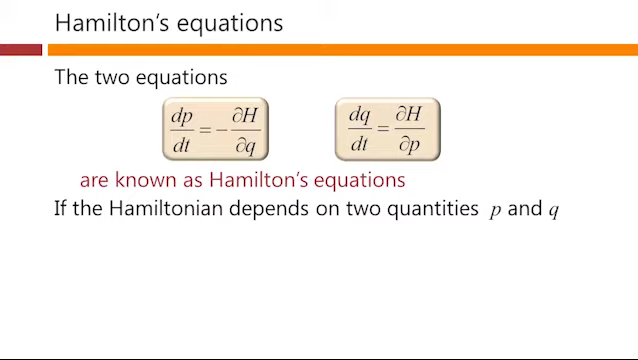 Hamilton's equations
The two equations
dp/dt = −∂H/∂q    dq/dt = ∂H/∂p
are known as Hamilton's equations
If the Hamiltonian depends on two quantities p and q